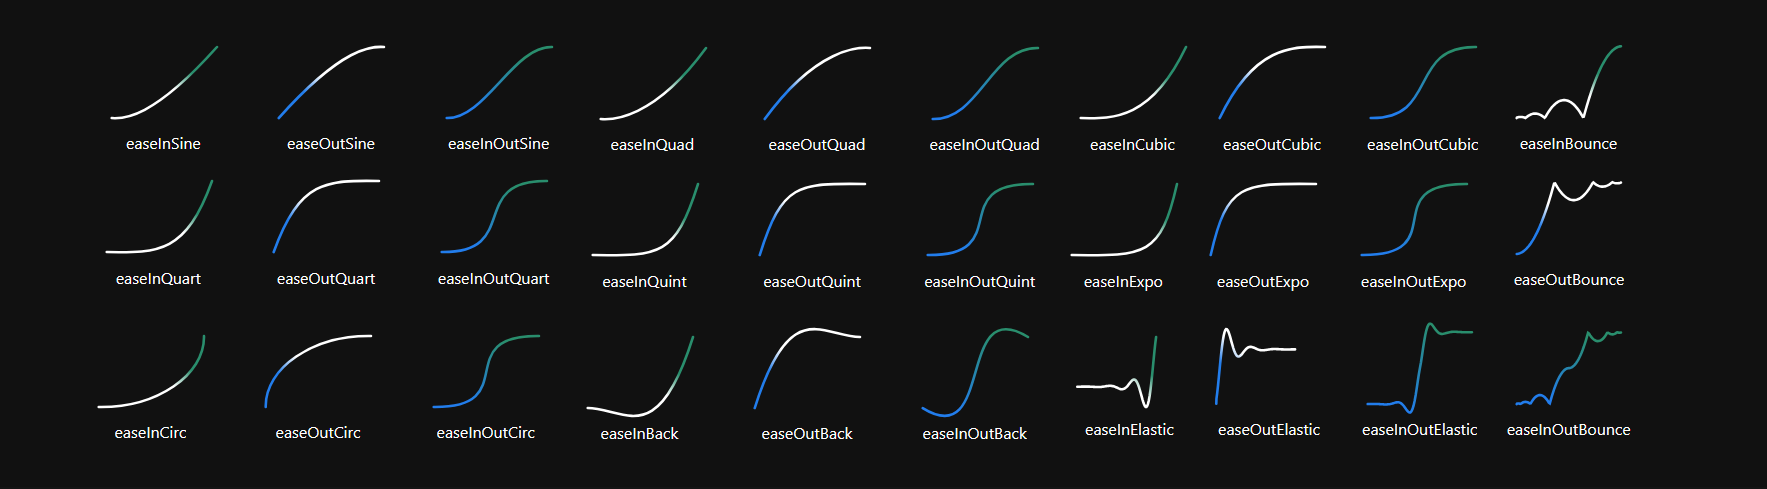 easeInSine
easeOutSine
easeInOutSine
easeInQuad
easeOutQuad
easeInOutQuad
easeInCubic
easeOutCubic
easeInOutCubic
easeInBounce
easeInQuart
easeOutQuart
easeInOutQuart
easeInQuint
easeOutQuint
easeInOutQuint
easeInExpo
easeOutExpo
easeInOutExpo
easeOutBounce
easeInCirc
easeOutCirc
easeInOutCirc
easeInBack
easeOutBack
easeInOutBack
easeInElastic
easeOutElastic
easeInOutElastic
easeInOutBounce